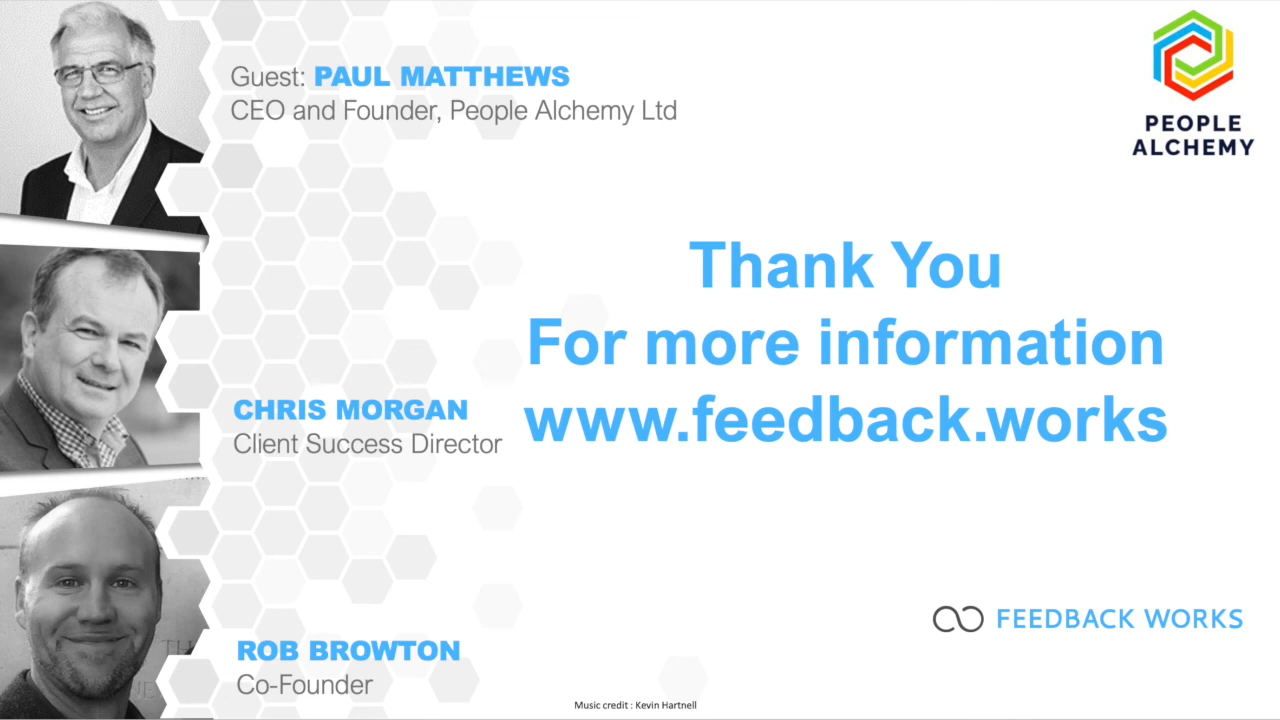 Guest: PAUL MATTHEWS
CEO and Founder, People Alchemy Ltd
PEOPLE
ALCHEMY
Thank You
For more information
www.feedback.works
CHRIS MORGAN
Client Success Director
FEEDBACK WORKS
ROB BROWTON
Co-Founder
Music credit : Kevin Hartnell